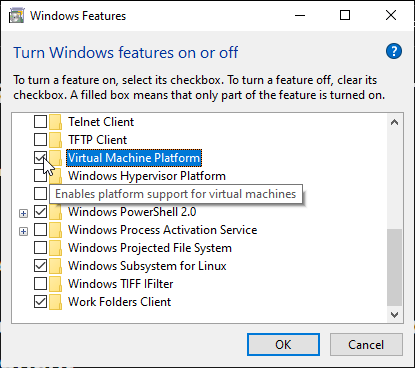 Windows Features
Turn Windows features on or off
?
To turn a feature on, select its checkbox. To turn a feature off, clear its
checkbox. A filled box means that only part of the feature is turned on.
Telnet Client
TFTP Client
Virtual Machine Platform
Windows Hypervisor Platform
Enables platform support for virtual machines
Windows PowerShell 2.0
Windows Process Activation Service
Windows Projected File System
Windows Subsystem for Linux
Windows TIFF IFilter
Work Folders Client
OK
Cancel